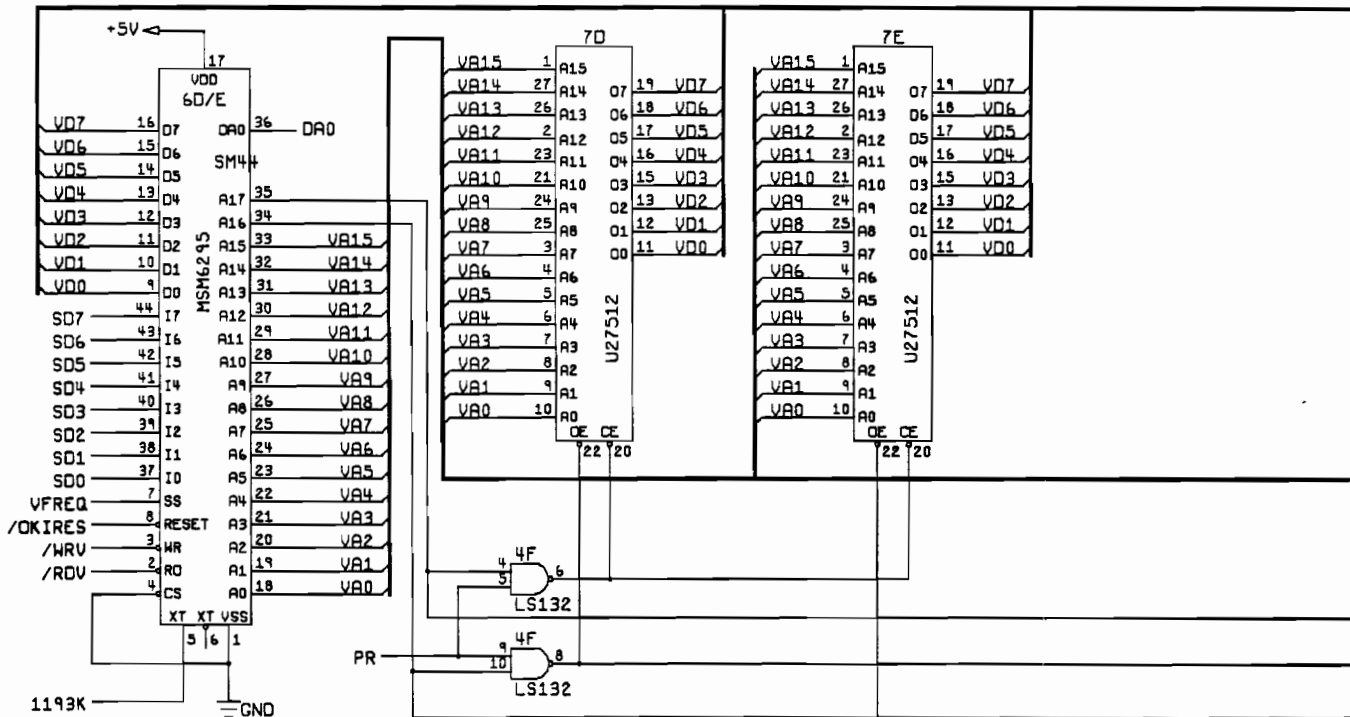 +5V
17
VDD
6D/E
SM44
MSM6295
VD7 16 D7
VD6 15 D6
VD5 14 D5
VD4 13 D4
VD3 12 D3
VD2 11 D2
VD1 10 D1
VD0 9 D0
SD7 44 I7
SD6 43 I6
SD5 42 I5
SD4 41 I4
SD3 40 I3
SD2 39 I2
SD1 38 I1
SD0 37 I0
VFREQ 7 SS
/OKIRES 8 RESET
/WRV 3 WR
/RDV 2 RD
4 CS
XT XT VSS
5 6 1
1193K
GND
DA0 36 DA0
A17 35
A16 34
A15 33 VA15
A14 32 VA14
A13 31 VA13
A12 30 VA12
A11 29 VA11
A10 28 VA10
A9 27 VA9
A8 26 VA8
A7 25 VA7
A6 24 VA6
A5 23 VA5
A4 22 VA4
A3 21 VA3
A2 20 VA2
A1 19 VA1
A0 18 VA0
7D
VA15 1 A15
VA14 27 A14 O7 19 VD7
VA13 26 A13 O6 18 VD6
VA12 2 A12 O5 17 VD5
VA11 23 A11 O4 16 VD4
VA10 21 A10 O3 15 VD3
VA9 24 A9 O2 13 VD2
VA8 25 A8 O1 12 VD1
VA7 3 A7 O0 11 VD0
VA6 4 A6
VA5 5 A5
VA4 6 A4
VA3 7 A3
VA2 8 A2
VA1 9 A1
VA0 10 A0
U27512
OE CE
22 20
7E
VA15 1 A15
VA14 27 A14 O7 19 VD7
VA13 26 A13 O6 18 VD6
VA12 2 A12 O5 17 VD5
VA11 23 A11 O4 16 VD4
VA10 21 A10 O3 15 VD3
VA9 24 A9 O2 13 VD2
VA8 25 A8 O1 12 VD1
VA7 3 A7 O0 11 VD0
VA6 4 A6
VA5 5 A5
VA4 6 A4
VA3 7 A3
VA2 8 A2
VA1 9 A1
VA0 10 A0
U27512
OE CE
22 20
4F
4 6
5
LS132
4F
PR 9 8
10
LS132